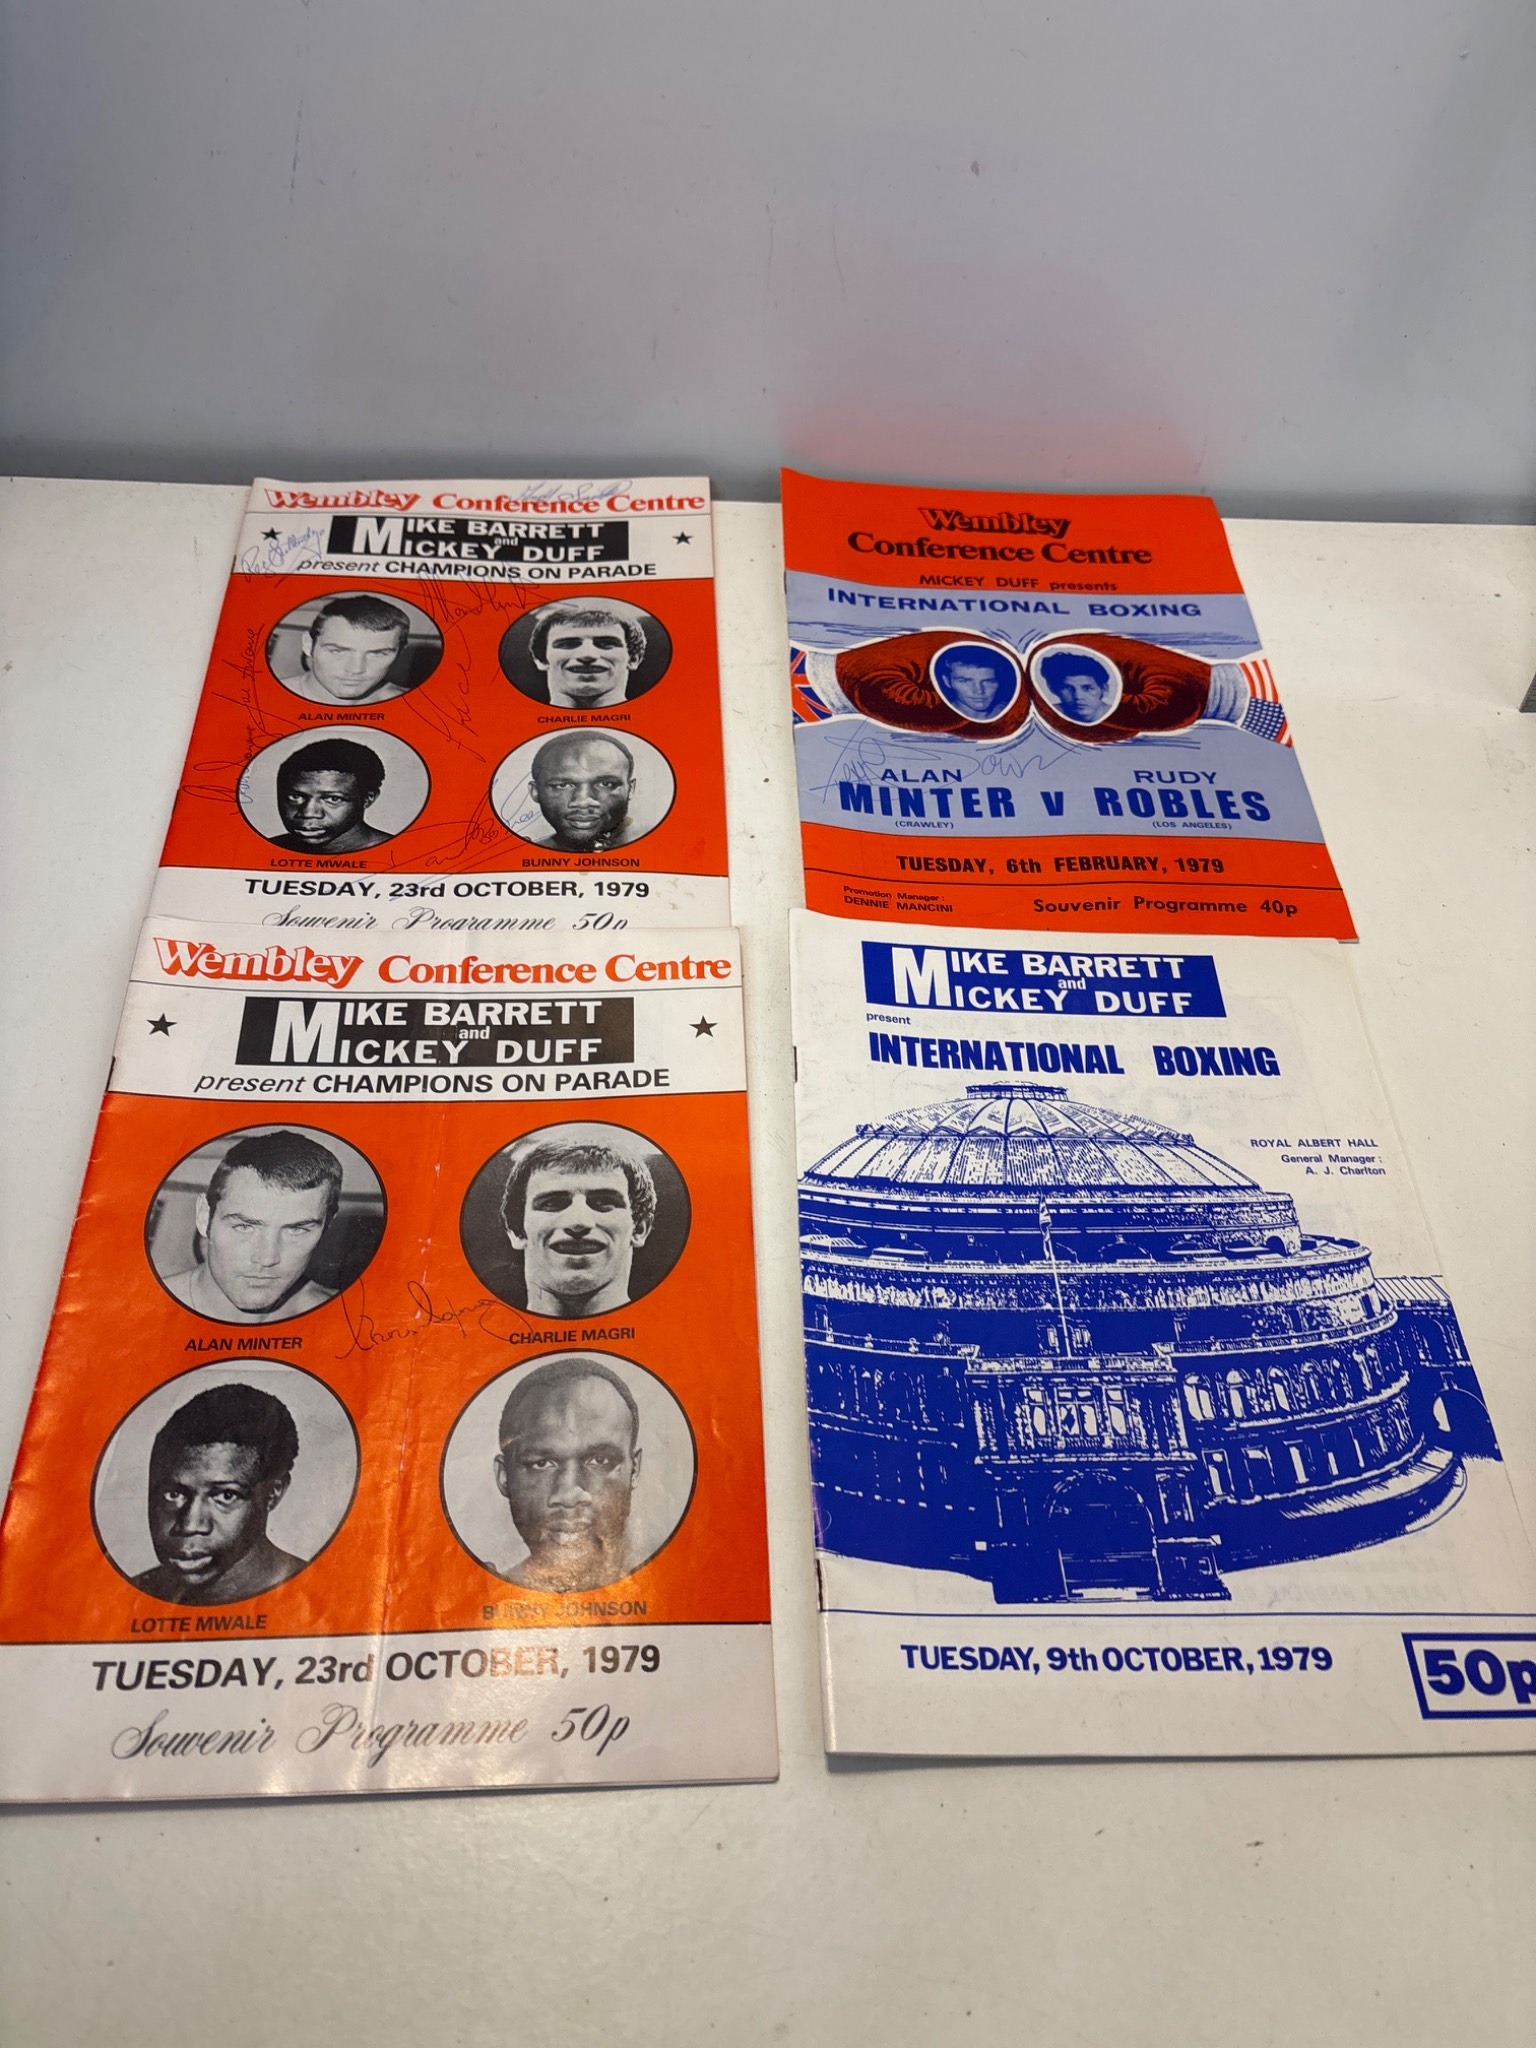 Wembley Conference Centre
MIKE BARRETT
and
MICKEY DUFF
present CHAMPIONS ON PARADE
ALAN MINTER
CHARLIE MAGRI
LOTTE MWALE
BUNNY JOHNSON
TUESDAY, 23rd OCTOBER, 1979
Souvenir Programme 50p
Wembley
Conference Centre
MICKEY DUFF presents
INTERNATIONAL BOXING
ALAN
MINTER v
(CRAWLEY)
RUDY
ROBLES
(LOS ANGELES)
TUESDAY, 6th FEBRUARY, 1979
Promotion Manager:
DENNIE MANCINI
Souvenir Programme 40p
Wembley Conference Centre
MIKE BARRETT
and
MICKEY DUFF
present CHAMPIONS ON PARADE
ALAN MINTER
CHARLIE MAGRI
LOTTE MWALE
BUNNY JOHNSON
TUESDAY, 23rd OCTOBER, 1979
Souvenir Programme 50p
MIKE BARRETT
and
MICKEY DUFF
present
INTERNATIONAL BOXING
ROYAL ALBERT HALL
General Manager:
A. J. Charlton
TUESDAY, 9th OCTOBER, 1979
50p